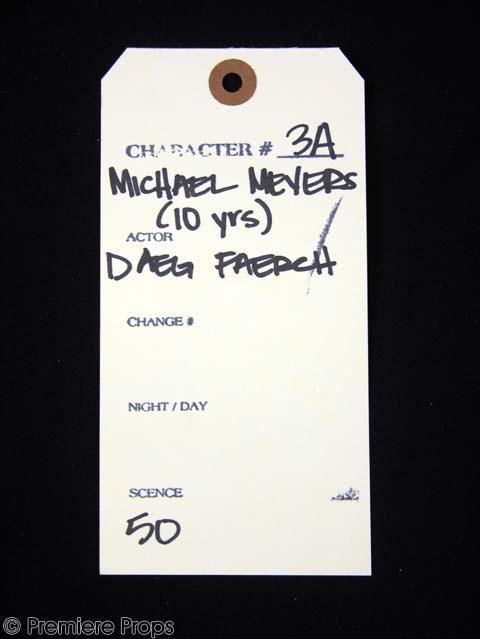 CHARACTER # 3A
MICHAEL MEYERS
(10 yrs)
ACTOR
DAEG FAERCH
CHANGE #
NIGHT / DAY
SCENCE
50
© Premiere Props